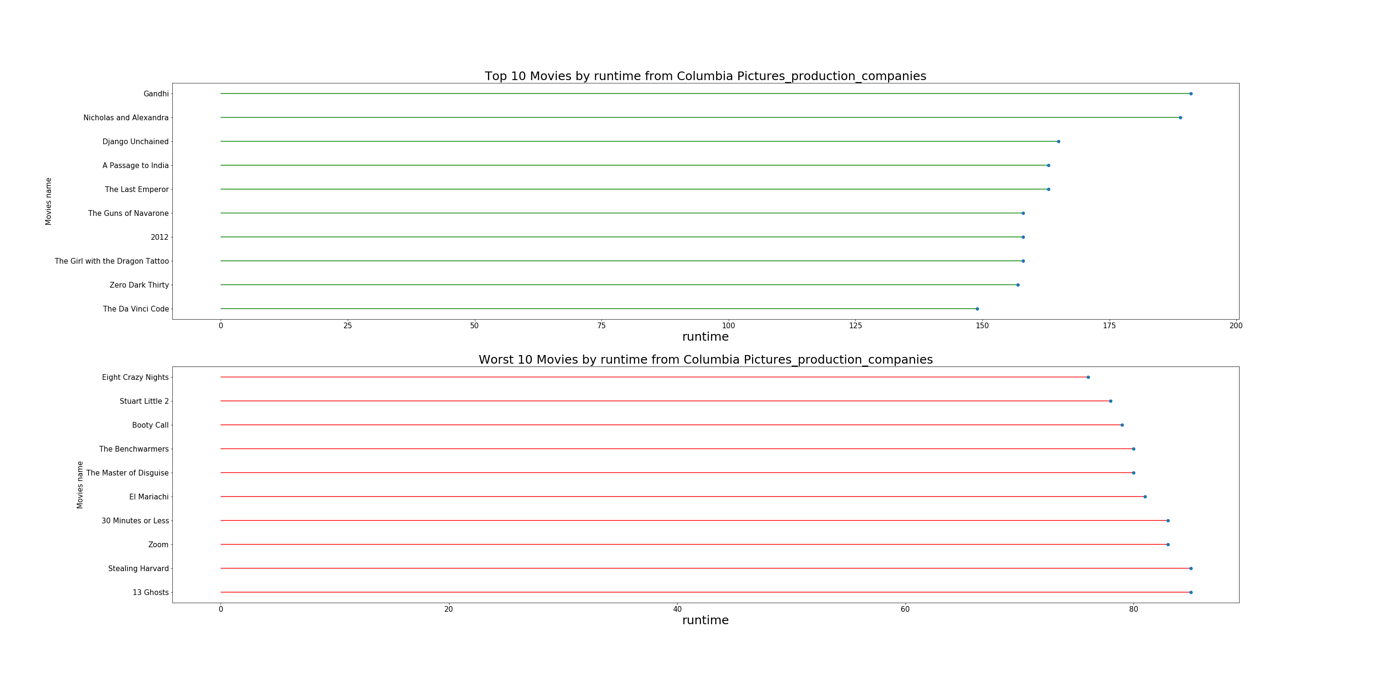 Top 10 Movies by runtime from Columbia Pictures_production_companies
Movies name
Gandhi
Nicholas and Alexandra
Django Unchained
A Passage to India
The Last Emperor
The Guns of Navarone
2012
The Girl with the Dragon Tattoo
Zero Dark Thirty
The Da Vinci Code
0 25 50 75 100 125 150 175 200
runtime
Worst 10 Movies by runtime from Columbia Pictures_production_companies
Movies name
Eight Crazy Nights
Stuart Little 2
Booty Call
The Benchwarmers
The Master of Disguise
El Mariachi
30 Minutes or Less
Zoom
Stealing Harvard
13 Ghosts
0 20 40 60 80
runtime